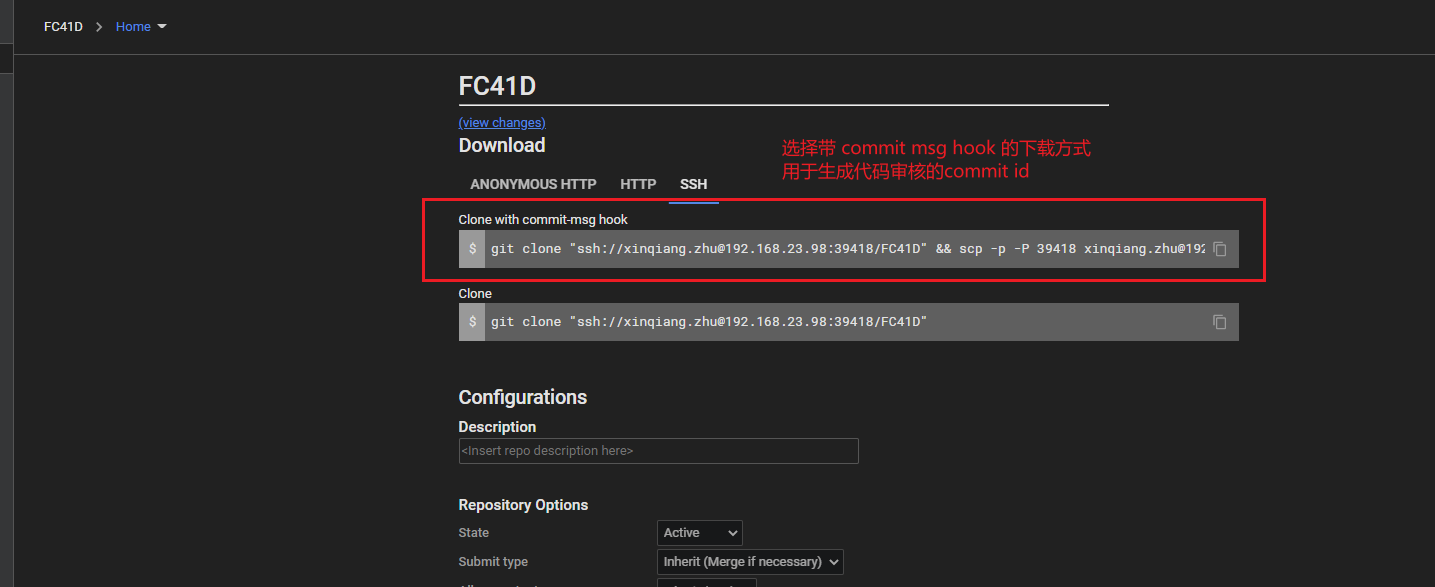 FC41D > Home
FC41D
(view changes)
Download
选择带 commit msg hook 的下载方式
用于生成代码审核的commit id
ANONYMOUS HTTP HTTP SSH
Clone with commit-msg hook
$ git clone "ssh://xinqiang.zhu@192.168.23.98:39418/FC41D" && scp -p -P 39418 xinqiang.zhu@192
Clone
$ git clone "ssh://xinqiang.zhu@192.168.23.98:39418/FC41D"
Configurations
Description
<Insert repo description here>
Repository Options
State Active
Submit type Inherit (Merge if necessary)